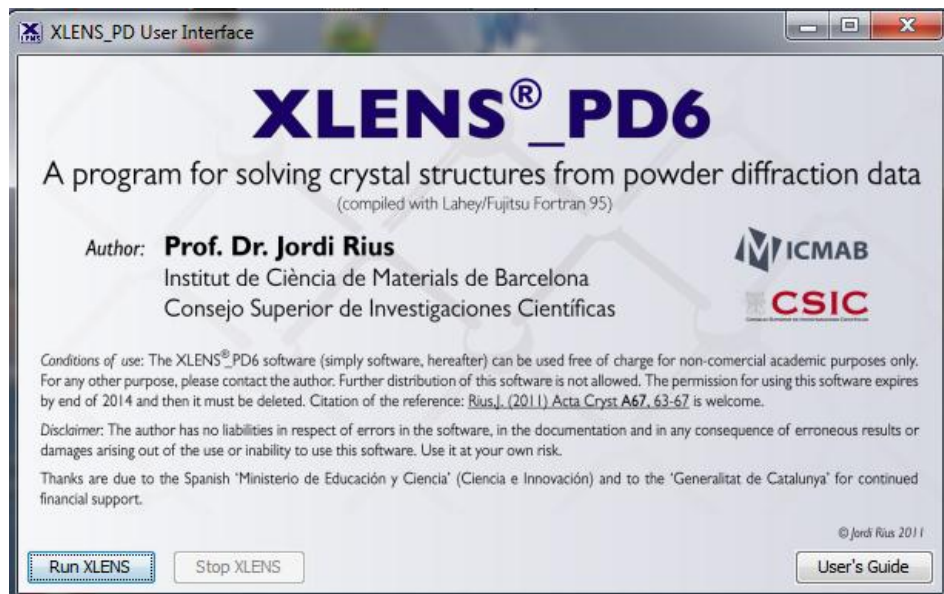 XLENS_PD User Interface
XLENS®_PD6
A program for solving crystal structures from powder diffraction data
(compiled with Lahey/Fujitsu Fortran 95)
Author: Prof. Dr. Jordi Rius
Institut de Ciència de Materials de Barcelona
Consejo Superior de Investigaciones Científicas
ICMAB
CSIC
Conditions of use: The XLENS®_PD6 software (simply software, hereafter) can be used free of charge for non-comercial academic purposes only.
For any other purpose, please contact the author. Further distribution of this software is not allowed. The permission for using this software expires
by end of 2014 and then it must be deleted. Citation of the reference: Rius,J. (2011) Acta Cryst A67, 63-67 is welcome.
Disclaimer: The author has no liabilities in respect of errors in the software, in the documentation and in any consequence of erroneous results or
damages arising out of the use or inability to use this software. Use it at your own risk.
Thanks are due to the Spanish 'Ministerio de Educación y Ciencia' (Ciencia e Innovación) and to the 'Generalitat de Catalunya' for continued
financial support.
© Jordi Rius 2011
Run XLENS
Stop XLENS
User's Guide